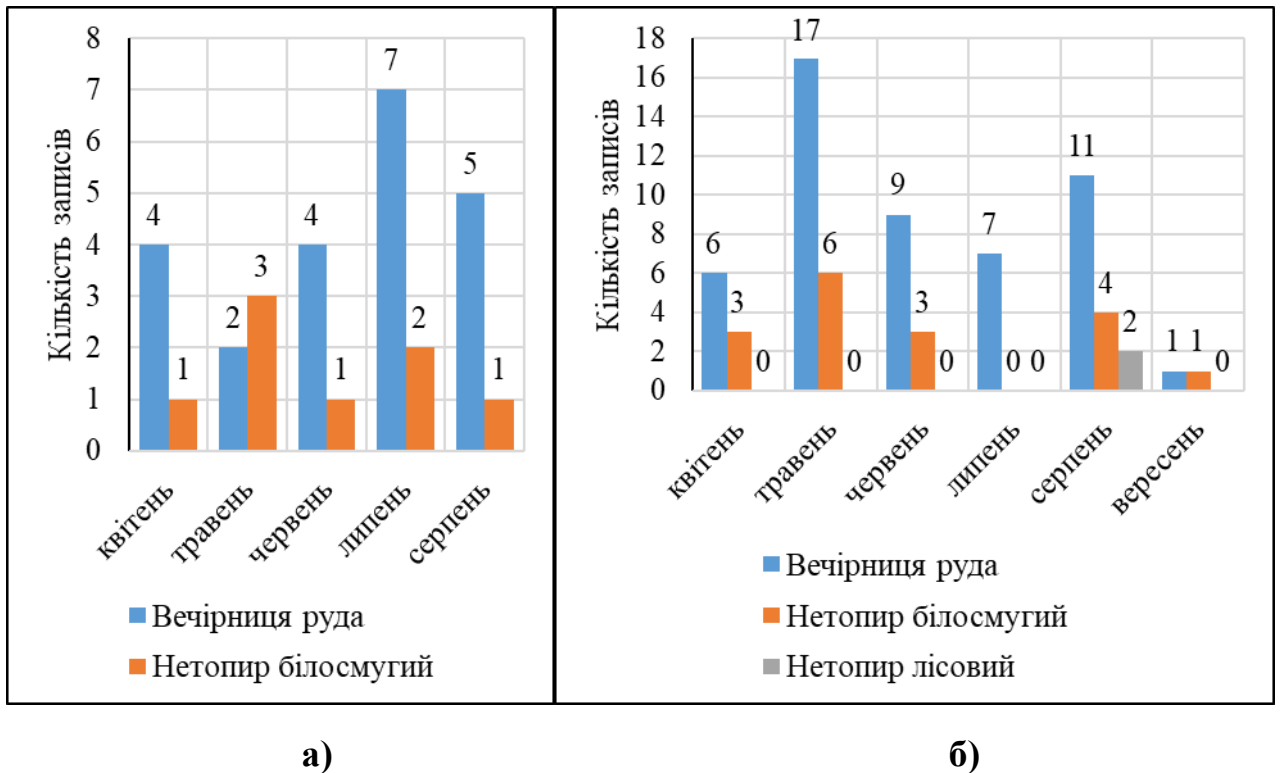 Кількість записів
8
7
6
5
4
3
2
1
0
4
1
2
3
4
1
7
2
5
1
квітень
травень
червень
липень
серпень
Вечірниця руда
Нетопир білосмугий
Кількість записів
18
16
14
12
10
8
6
4
2
0
6
3
0
17
6
0
9
3
0
7
0
0
11
4
2
1
1
0
квітень
травень
червень
липень
серпень
вересень
Вечірниця руда
Нетопир білосмугий
Нетопир лісовий
а)
б)